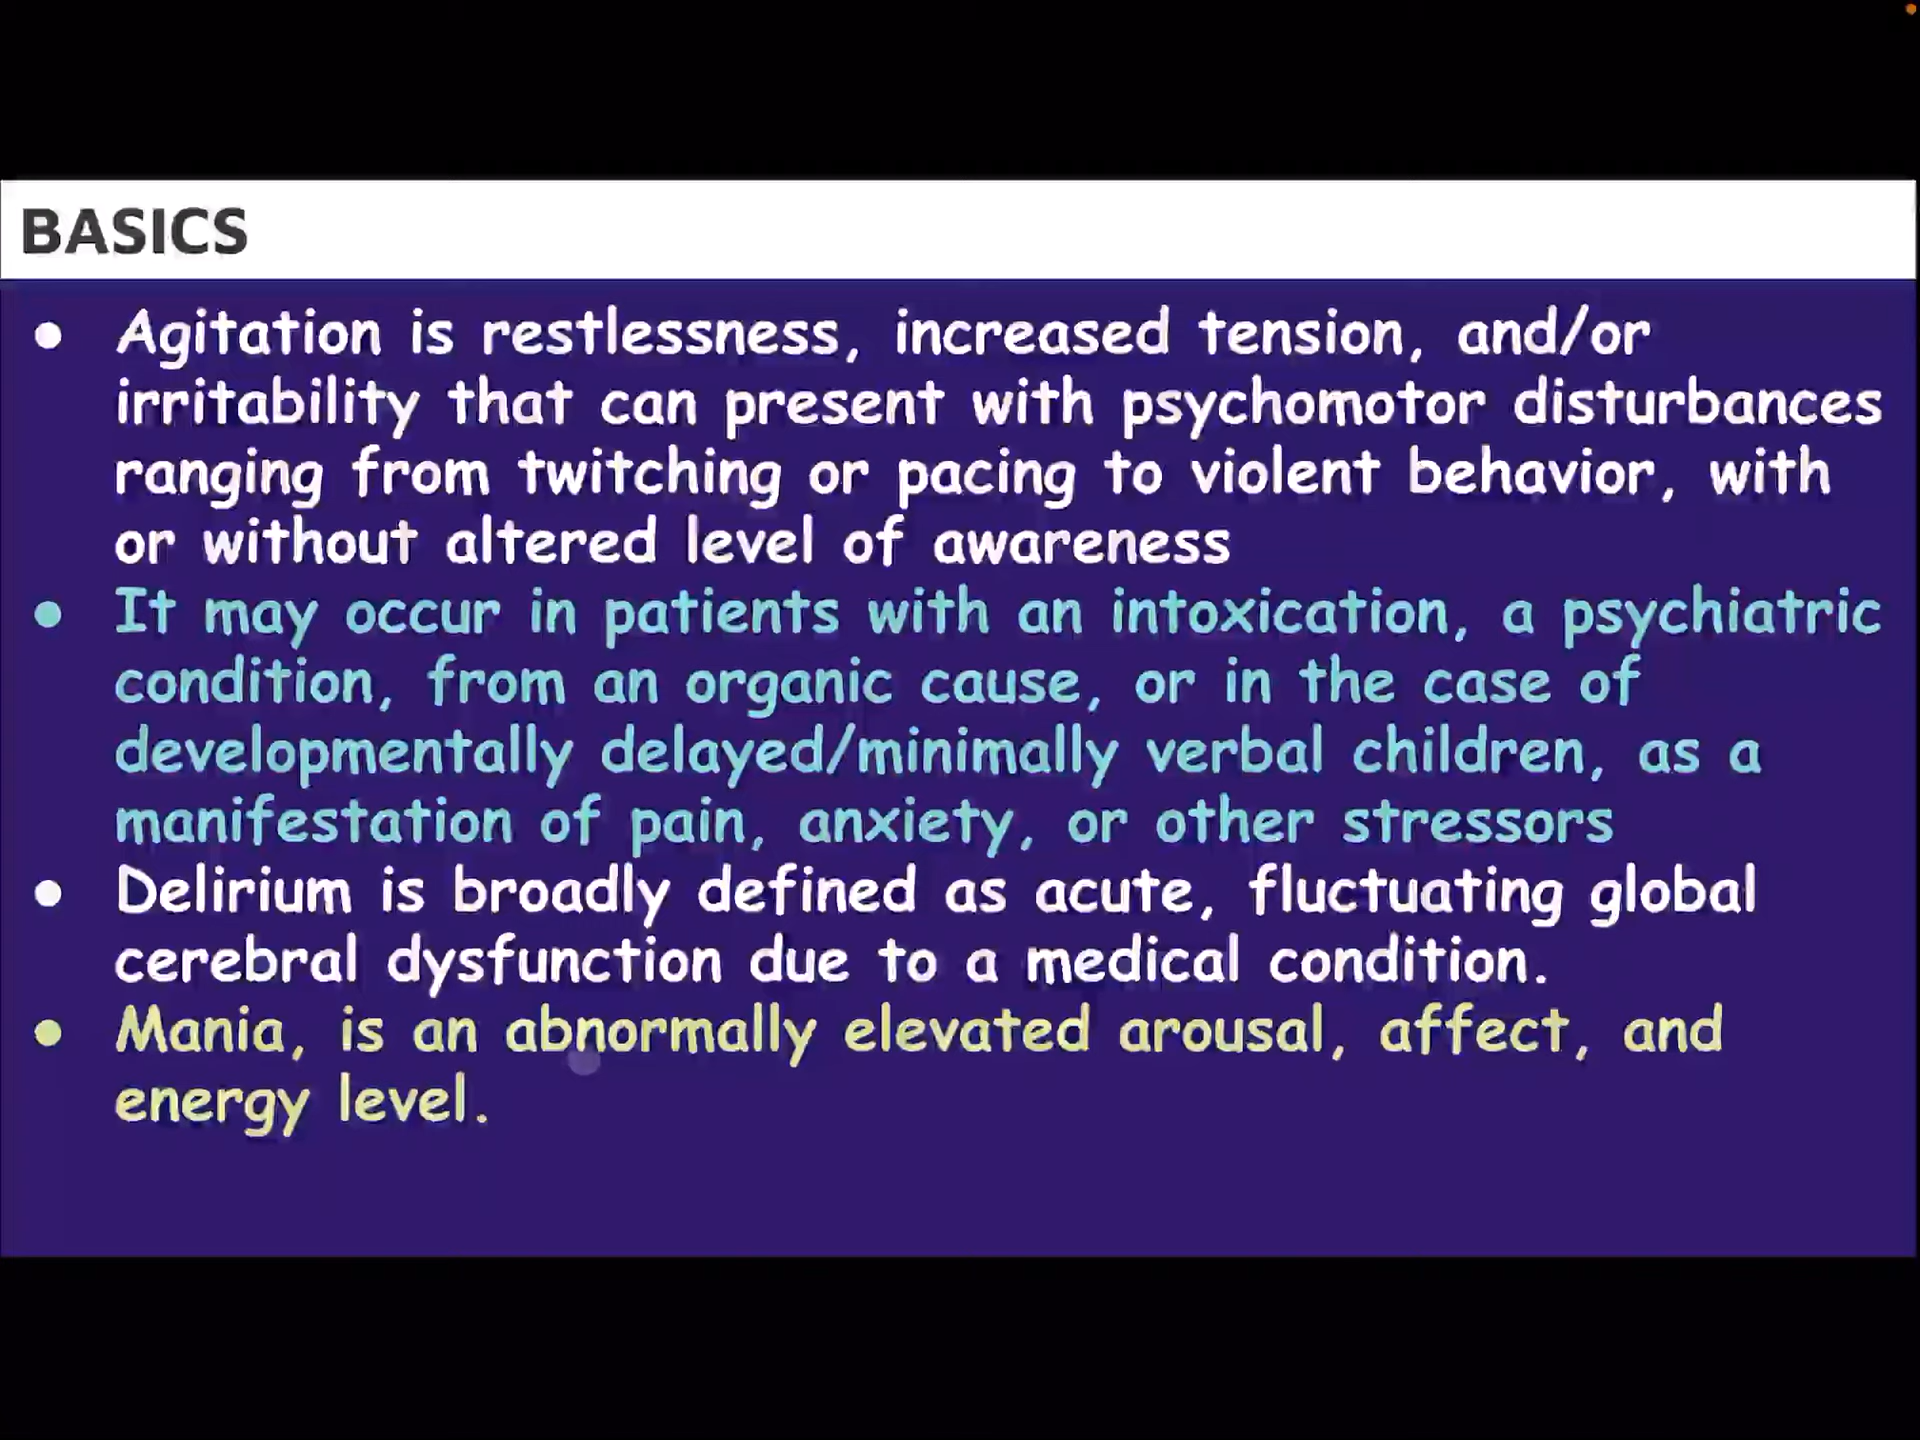 BASICS
• Agitation is restlessness, increased tension, and/or
irritability that can present with psychomotor disturbances
ranging from twitching or pacing to violent behavior, with
or without altered level of awareness
• It may occur in patients with an intoxication, a psychiatric
condition, from an organic cause, or in the case of
developmentally delayed/minimally verbal children, as a
manifestation of pain, anxiety, or other stressors
• Delirium is broadly defined as acute, fluctuating global
cerebral dysfunction due to a medical condition.
• Mania, is an abnormally elevated arousal, affect, and
energy level.